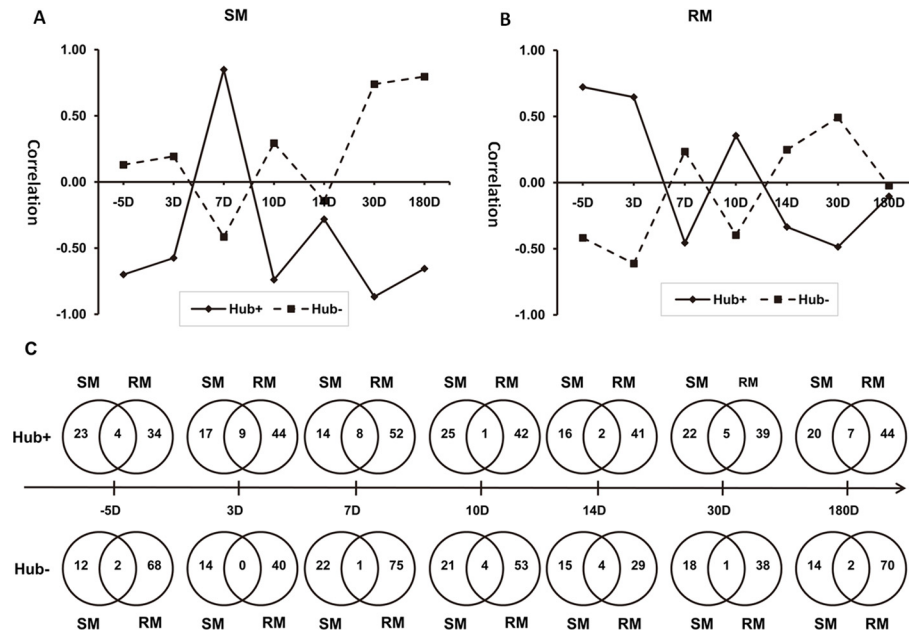 A
SM
1.00
0.50
0.00
-0.50
-1.00
Correlation
-5D 3D 7D 10D 14D 30D 180D
Hub+ Hub-
B
RM
1.00
0.50
0.00
-0.50
-1.00
Correlation
-5D 3D 7D 10D 14D 30D 180D
Hub+ Hub-
C
SM RM SM RM SM RM SM RM SM RM SM RM SM RM
Hub+ 23 4 34 17 9 44 14 8 52 25 1 42 16 2 41 22 5 39 20 7 44
-5D 3D 7D 10D 14D 30D 180D
Hub- 12 2 68 14 0 40 22 1 75 21 4 53 15 4 29 18 1 38 14 2 70
SM RM SM RM SM RM SM RM SM RM SM RM SM RM